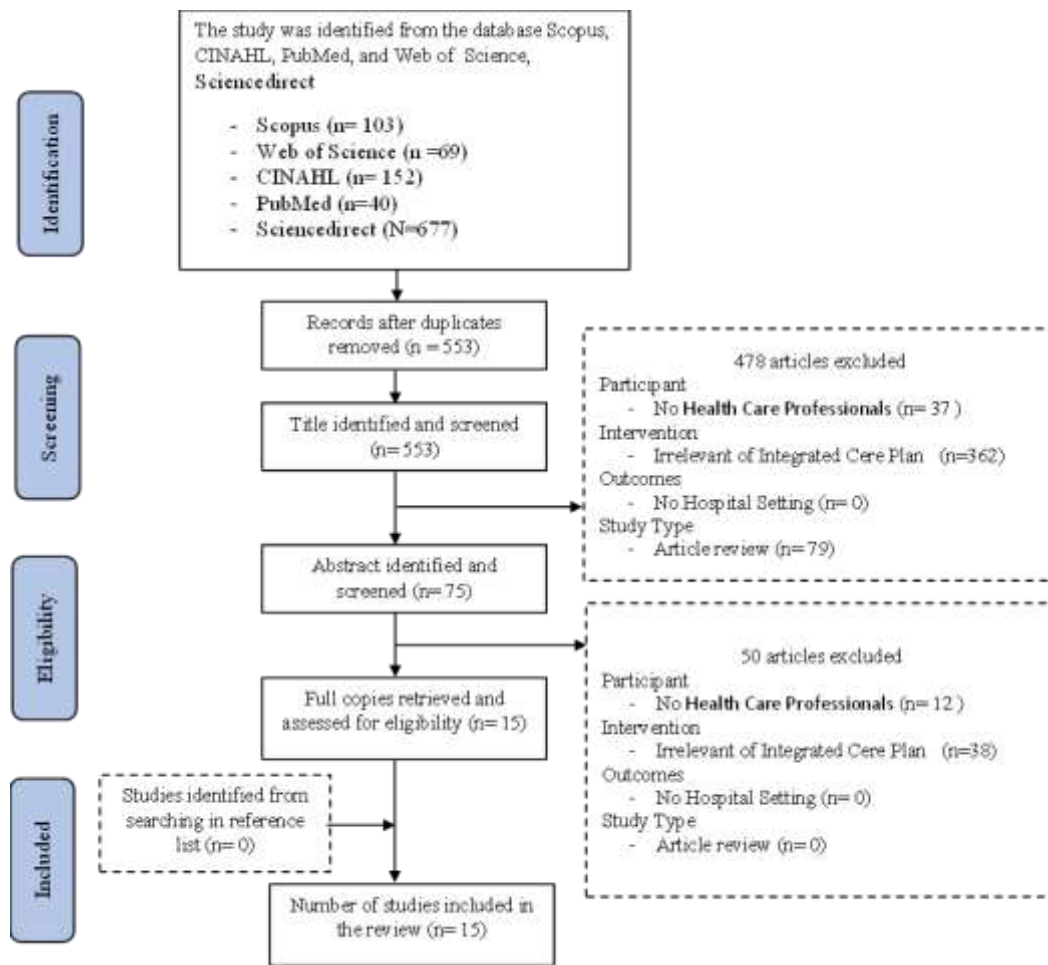 The study was identified from the database Scopus,
CINAHL, PubMed, and Web of Science,
Sciencedirect
- Scopus (n= 103)
- Web of Science (n =69)
- CINAHL (n= 152)
- PubMed (n=40)
- Sciencedirect (N=677)
Identification
Records after duplicates
removed (n = 553)
Screening
Title identified and screened
(n= 553)
478 articles excluded
Participant
- No Health Care Professionals (n= 37 )
Intervention
- Irrelevant of Integrated Cere Plan (n=362)
Outcomes
- No Hospital Setting (n= 0)
Study Type
- Article review (n= 79)
Abstract identified and
screened (n= 75)
Eligibility
Full copies retrieved and
assessed for eligibility (n= 15)
50 articles excluded
Participant
- No Health Care Professionals (n= 12 )
Intervention
- Irrelevant of Integrated Cere Plan (n=38)
Outcomes
- No Hospital Setting (n= 0)
Study Type
- Article review (n= 0)
Studies identified from
searching in reference
list (n= 0)
Included
Number of studies included in
the review (n= 15)